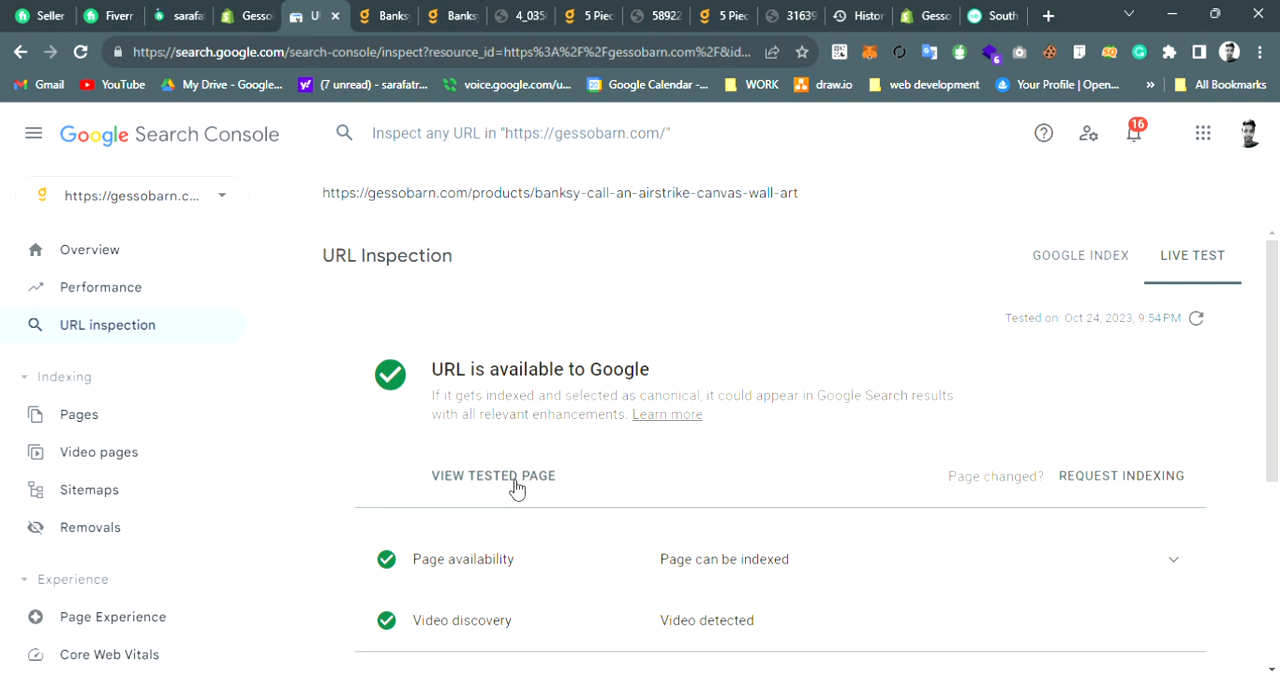 Seller
Fiverr
sarafa
Gesso
U
Banks
Banks
4_035
5 Piec
58922
5 Piec
31639
Histor
Gesso
South
https://search.google.com/search-console/inspect?resource_id=https%3A%2F%2Fgessobarn.com%2F&id...
6
Gmail
YouTube
My Drive - Google...
(7 unread) - sarafatr...
voice.google.com/u...
20
Google Calendar -...
WORK
draw.io
web development
Your Profile | Open...
»
All Bookmarks
Google Search Console
Inspect any URL in "https://gessobarn.com/"
16
https://gessobarn.c...
https://gessobarn.com/products/banksy-call-an-airstrike-canvas-wall-art
Overview
Performance
URL inspection
Indexing
Pages
Video pages
Sitemaps
Removals
Experience
Page Experience
Core Web Vitals
URL Inspection
GOOGLE INDEX
LIVE TEST
Tested on: Oct 24, 2023, 9:54 PM
URL is available to Google
If it gets indexed and selected as canonical, it could appear in Google Search results
with all relevant enhancements. Learn more
VIEW TESTED PAGE
Page changed?
REQUEST INDEXING
Page availability
Page can be indexed
Video discovery
Video detected